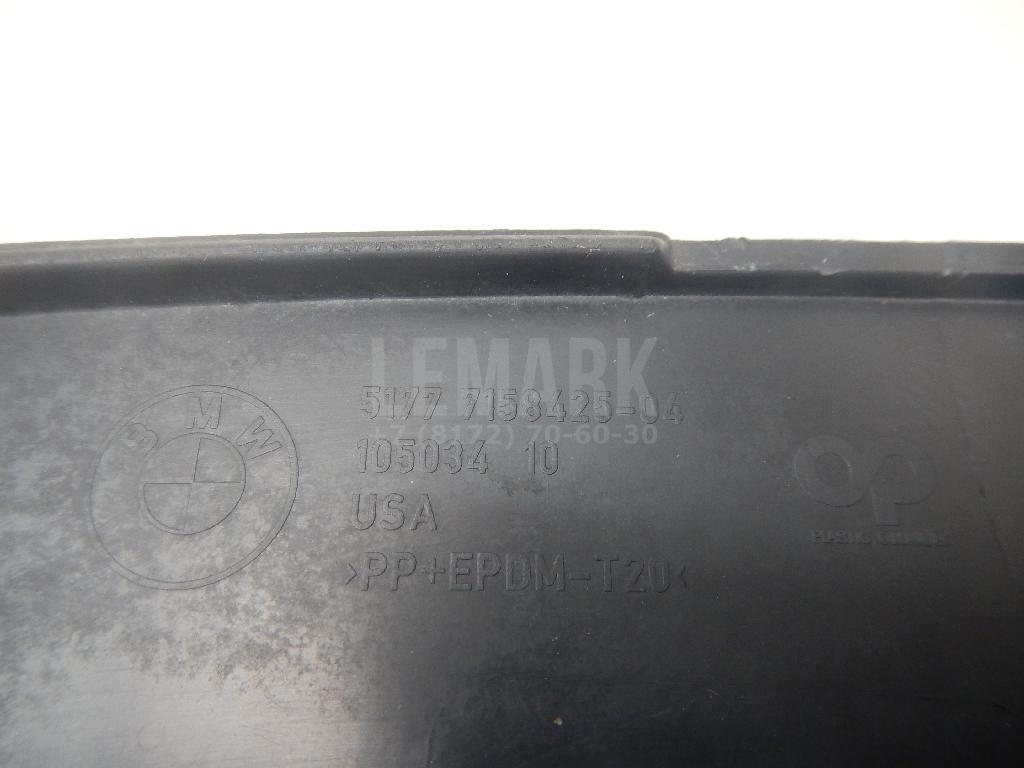 LEMARK
5177 7158425-04
+7 (8172) 70-60-30
105034 10
USA
>PP+EPDM-T20<
BMW
op